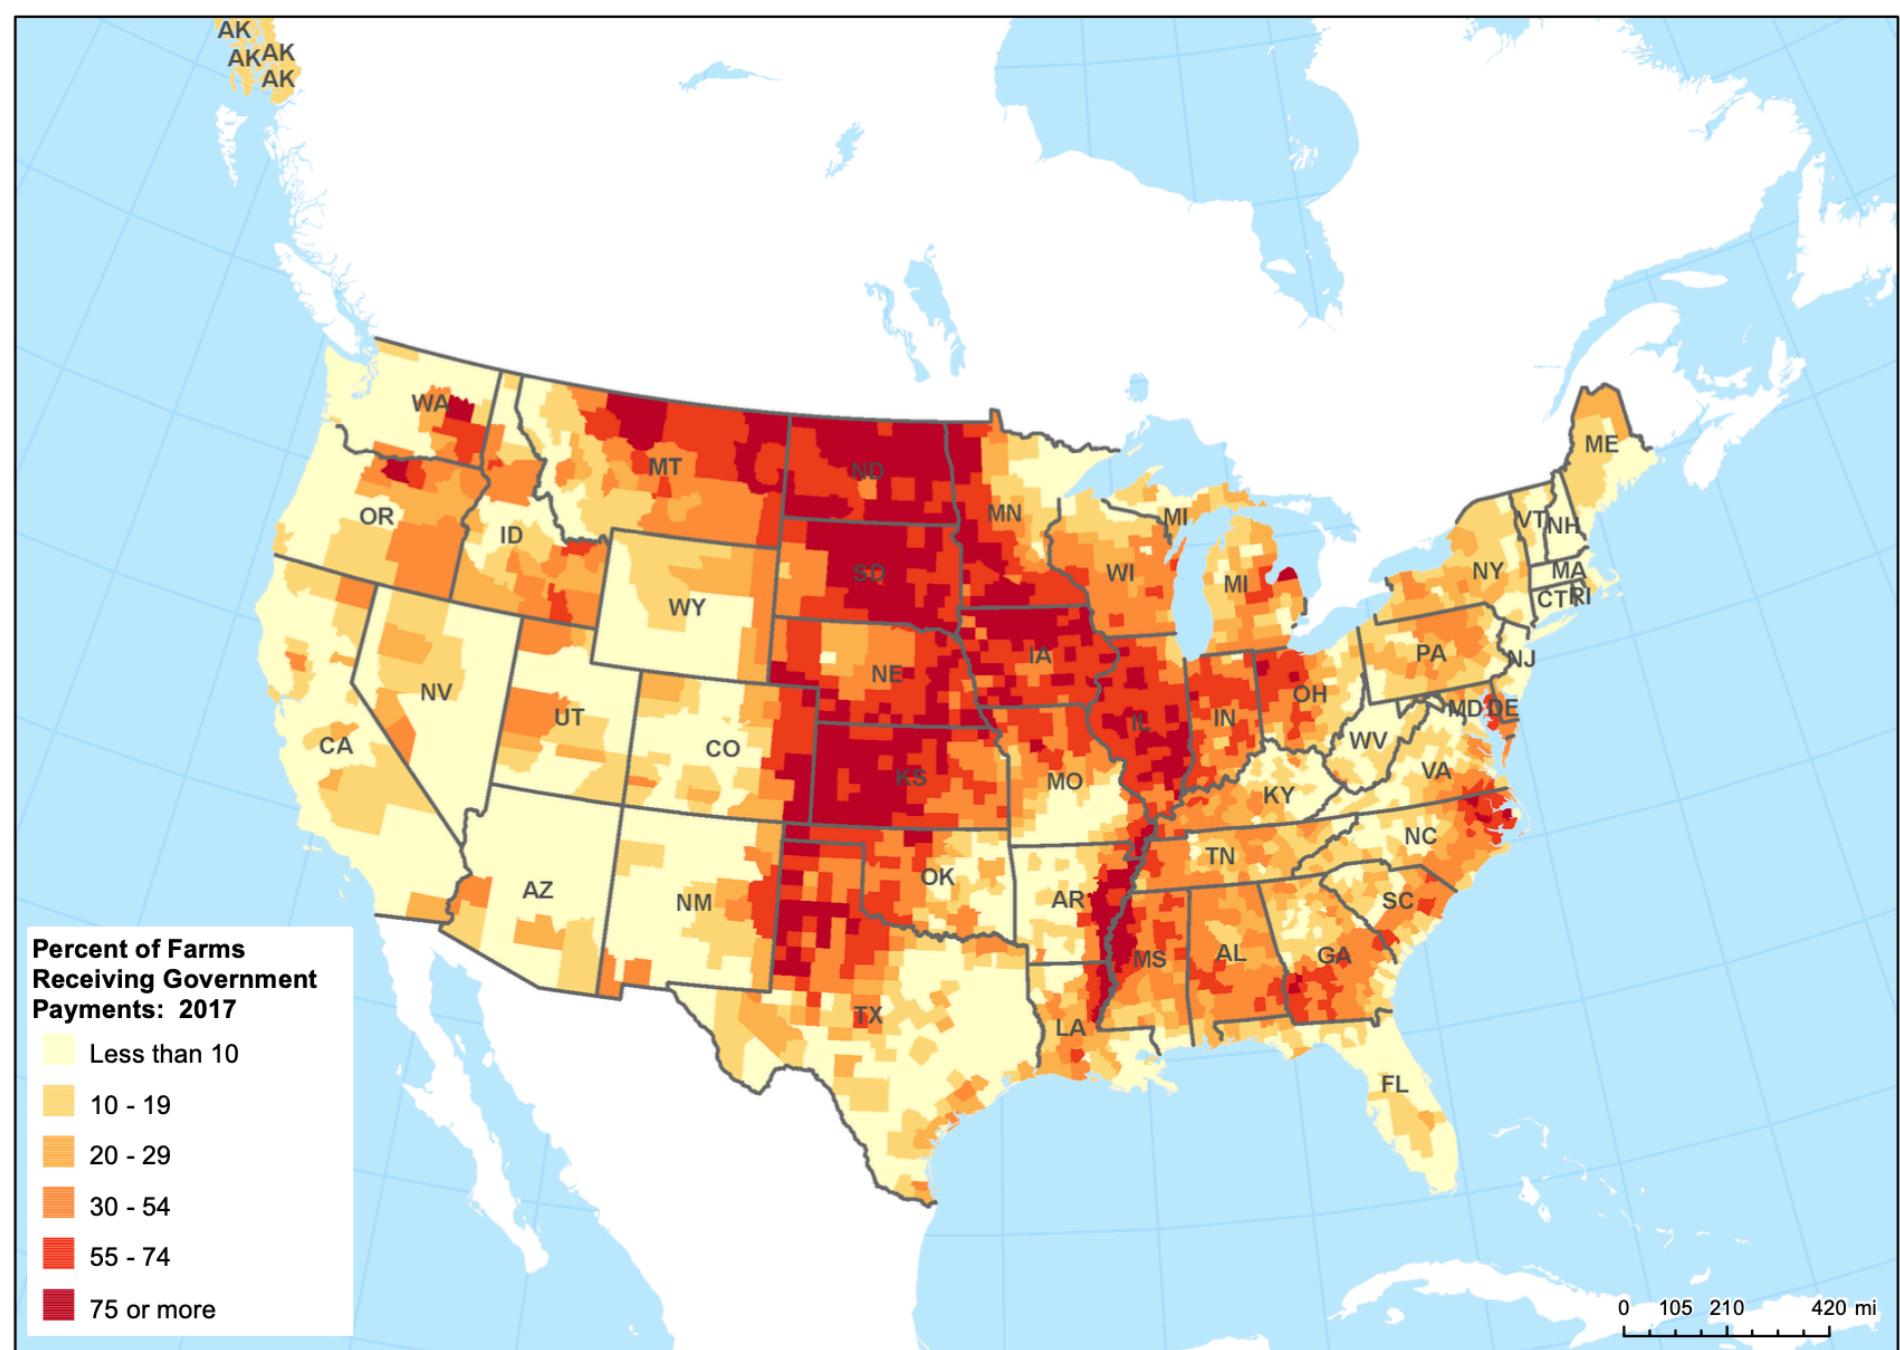 AK
AK AK
AK
WA
MT
ND
MN
OR
ID
SD
WI
MI
MI
ME
VT
NH
NY
MA
CT
RI
WY
IA
NE
PA
NJ
OH
NV
UT
IL
IN
MD
DE
CA
CO
KS
MO
WV
VA
KY
NC
TN
AZ
NM
OK
AR
SC
MS
AL
GA
TX
LA
FL
Percent of Farms
Receiving Government
Payments: 2017
Less than 10
10 - 19
20 - 29
30 - 54
55 - 74
75 or more
0 105 210 420 mi